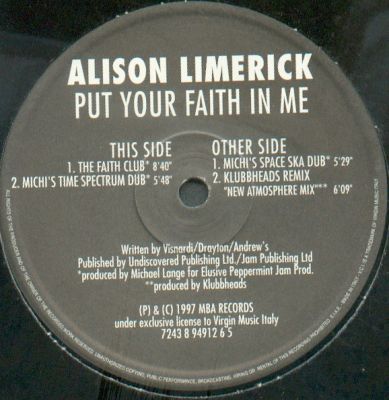 ALISON LIMERICK
PUT YOUR FAITH IN ME
THIS SIDE
1. THE FAITH CLUB* 8'40"
2. MICHI'S TIME SPECTRUM DUB* 5'48"
OTHER SIDE
1. MICHI'S SPACE SKA DUB* 5'29"
2. KLUBBHEADS REMIX
"NEW ATMOSPHERE MIX"** 6'09"
Written by Visnardi/Drayton/Andrew's
Published by Undiscovered Publishing Ltd./Jam Publishing Ltd
*produced by Michael Lange for Elusive Peppermint Jam Prod.
**produced by Klubbheads
(P) & (C) 1997 MBA RECORDS
under exclusive license to Virgin Music Italy
7243 8 94912 6 5